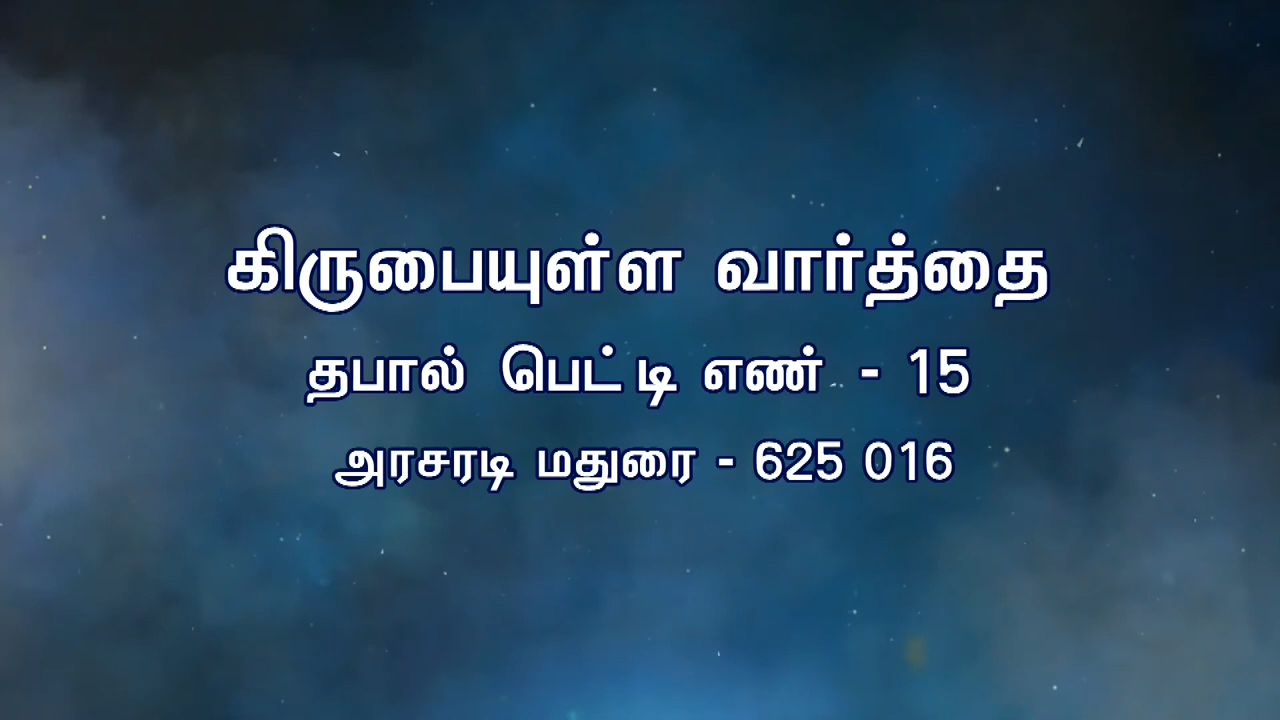 கிருபையுள்ள வார்த்தை
தபால் பெட்டி எண் - 15
அரசரடி மதுரை - 625 016